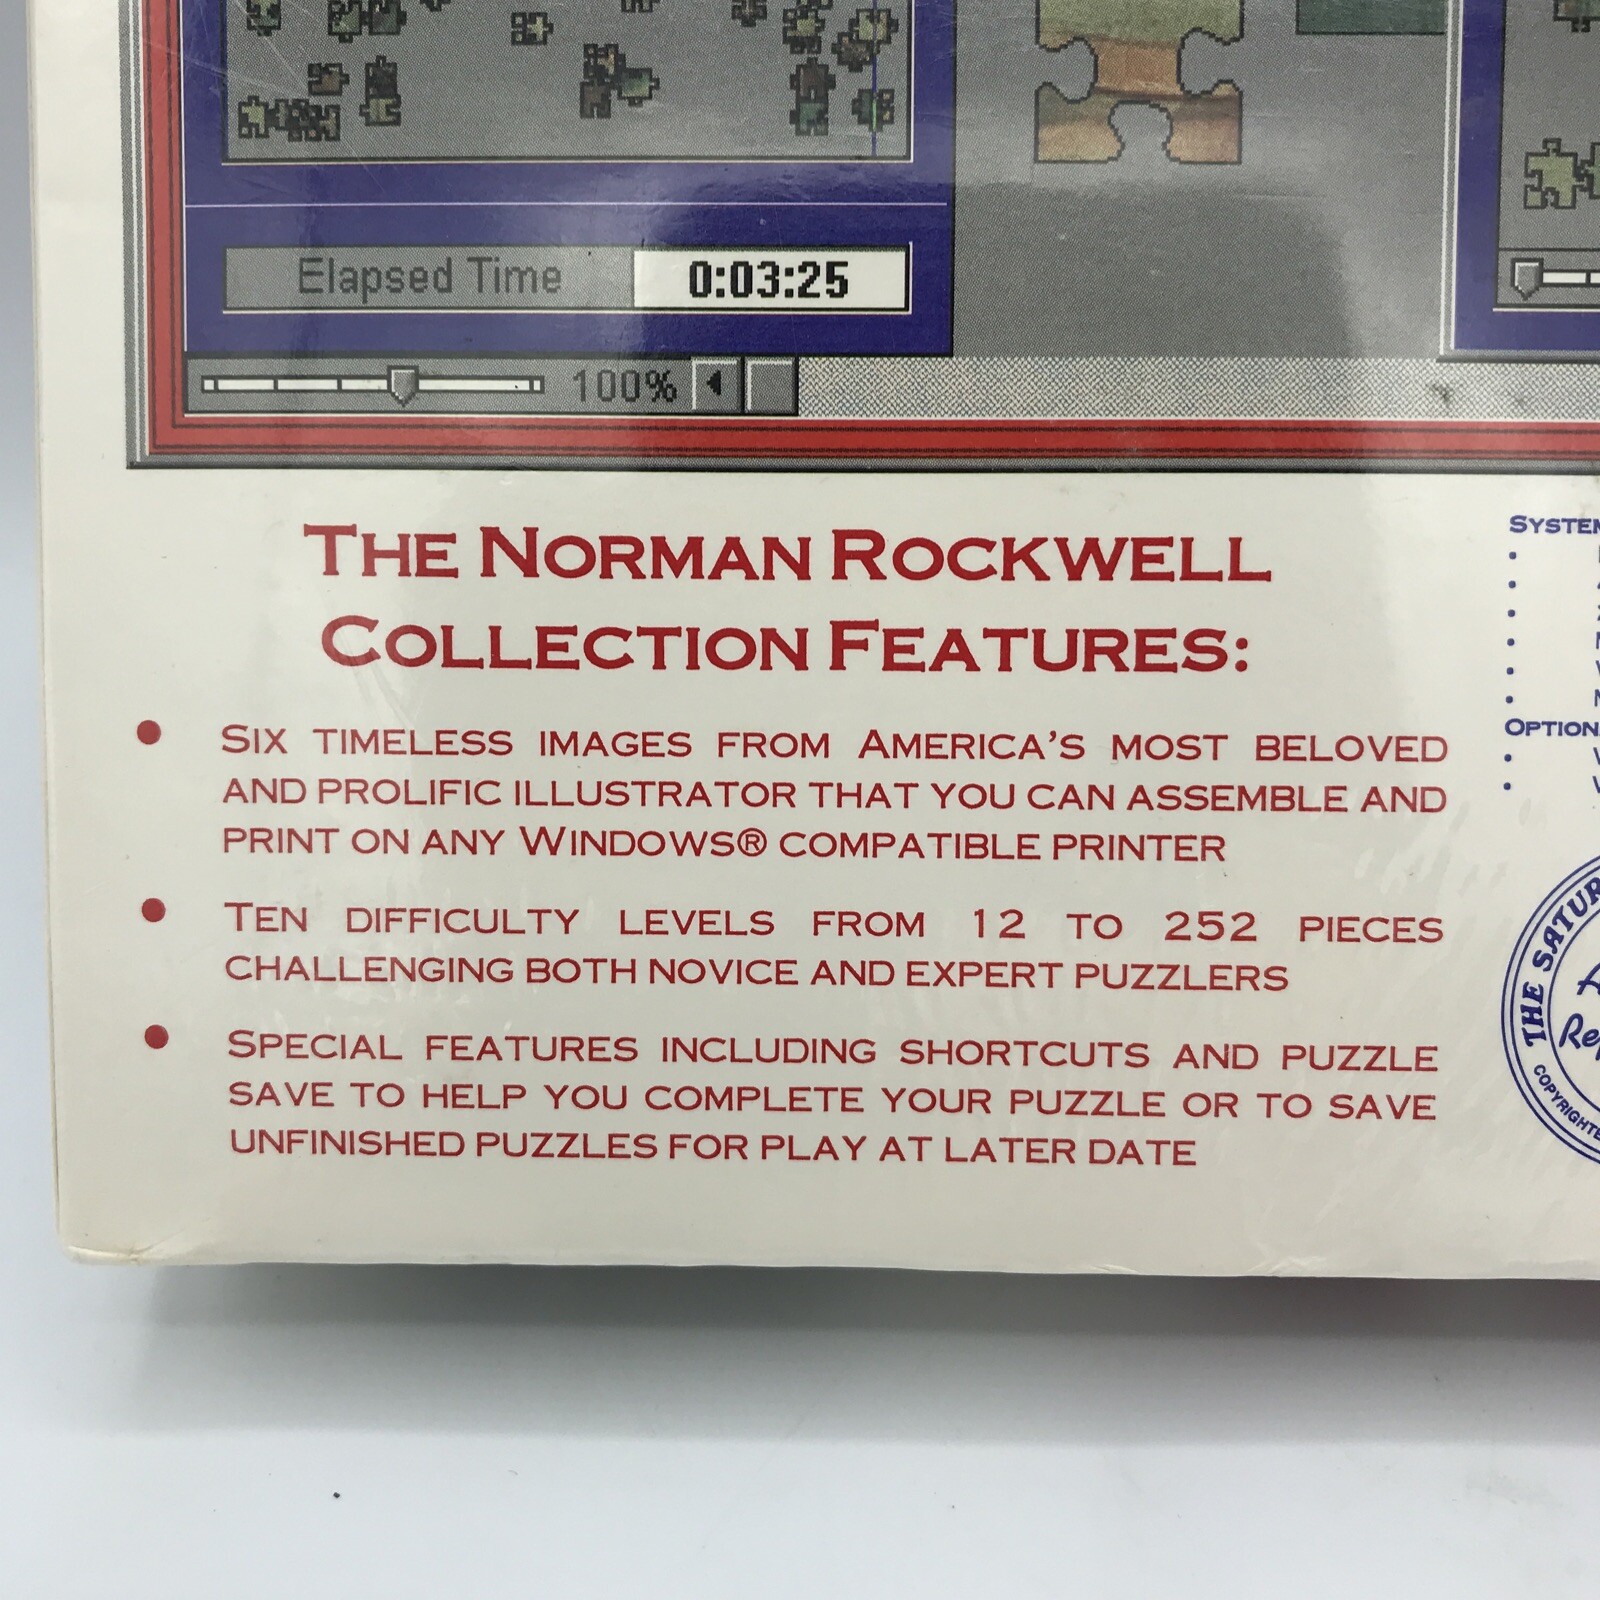 Elapsed Time 0:03:25
100%
THE NORMAN ROCKWELL
COLLECTION FEATURES:
• SIX TIMELESS IMAGES FROM AMERICA'S MOST BELOVED
AND PROLIFIC ILLUSTRATOR THAT YOU CAN ASSEMBLE AND
PRINT ON ANY WINDOWS® COMPATIBLE PRINTER
• TEN DIFFICULTY LEVELS FROM 12 TO 252 PIECES
CHALLENGING BOTH NOVICE AND EXPERT PUZZLERS
• SPECIAL FEATURES INCLUDING SHORTCUTS AND PUZZLE
SAVE TO HELP YOU COMPLETE YOUR PUZZLE OR TO SAVE
UNFINISHED PUZZLES FOR PLAY AT LATER DATE
THE